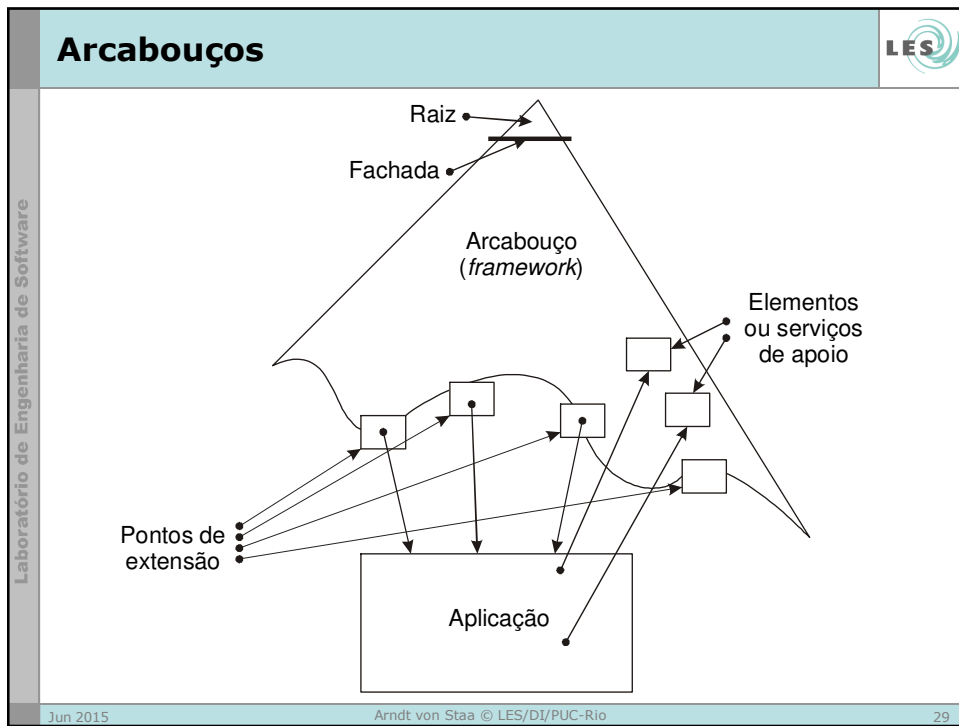 Arcabouços
LES
Laboratório de Engenharia de Software
Raiz
Fachada
Arcabouço
(framework)
Elementos
ou serviços
de apoio
Pontos de
extensão
Aplicação
Jun 2015
Arndt von Staa © LES/DI/PUC-Rio
29